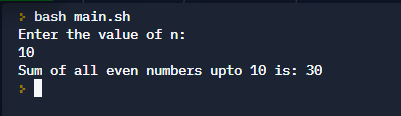 > bash main.sh
Enter the value of n:
10
Sum of all even numbers upto 10 is: 30
>